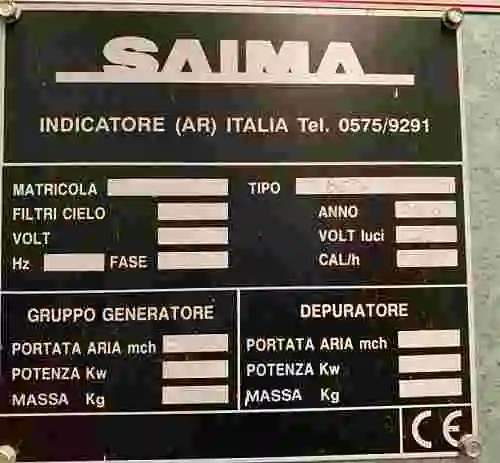 SAIMA
INDICATORE (AR) ITALIA Tel. 0575/9291
MATRICOLA TIPO
FILTRI CIELO ANNO
VOLT VOLT luci
Hz FASE CAL/h
GRUPPO GENERATORE
PORTATA ARIA mch
POTENZA Kw
MASSA Kg
DEPURATORE
PORTATA ARIA mch
POTENZA Kw
MASSA Kg
CE